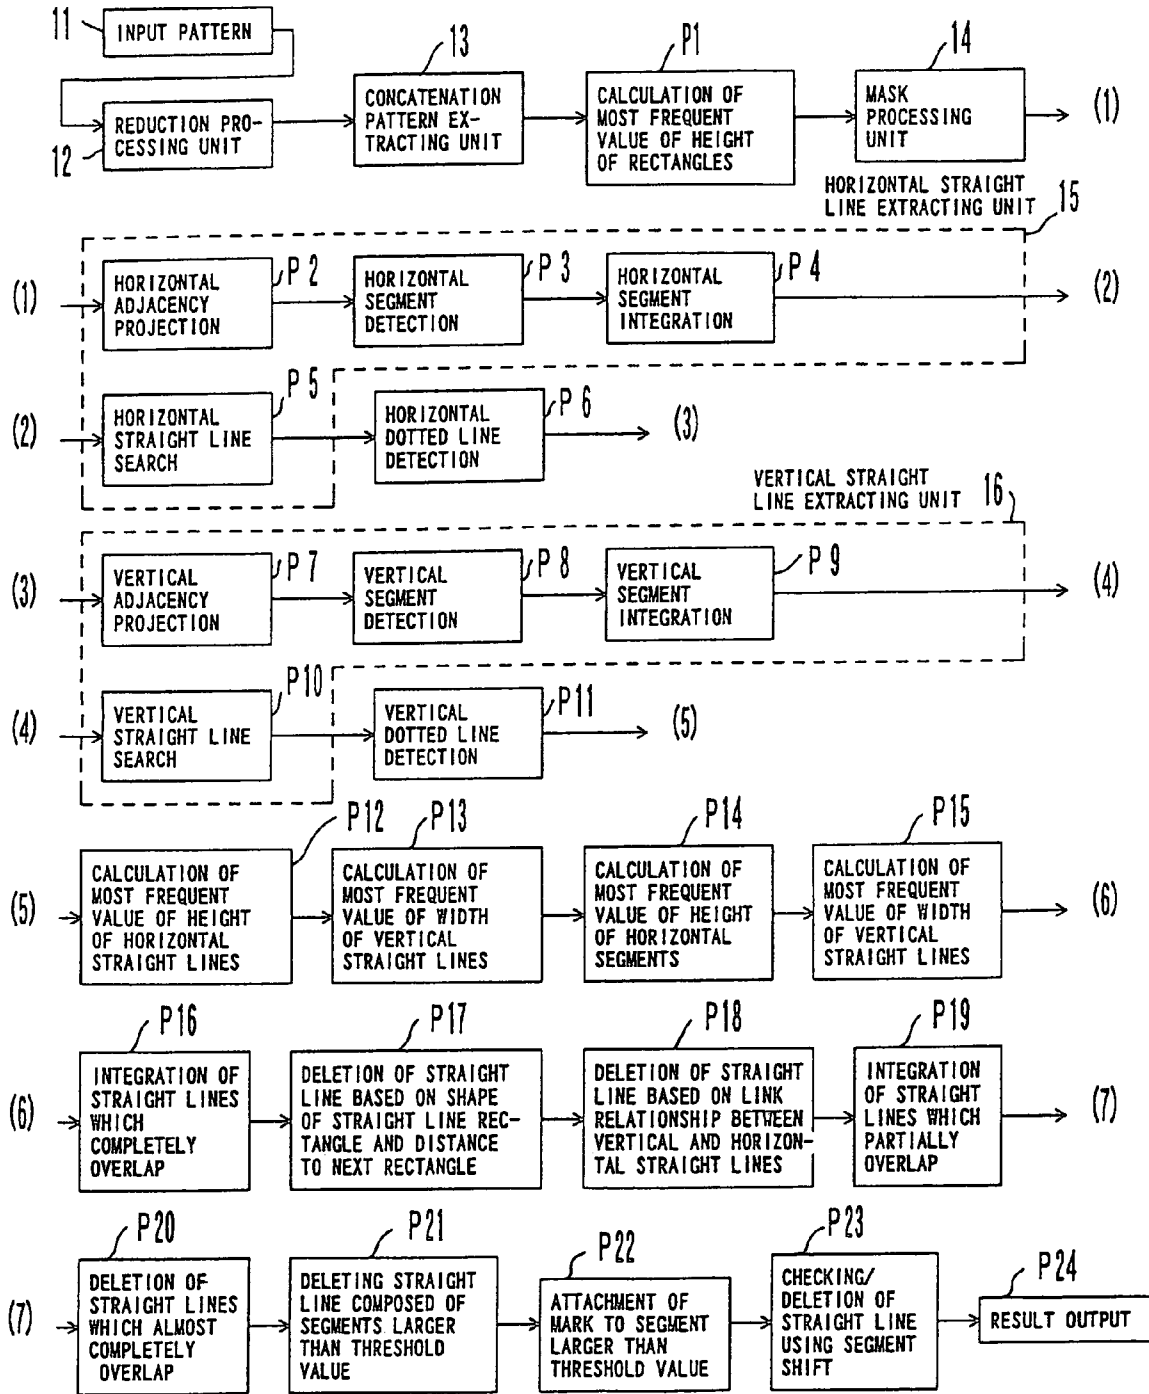 11
INPUT PATTERN
12
REDUCTION PRO-
CESSING UNIT
13
CONCATENATION
PATTERN EX-
TRACTING UNIT
P1
CALCULATION OF
MOST FREQUENT
VALUE OF HEIGHT
OF RECTANGLES
14
MASK
PROCESSING
UNIT
(1)
HORIZONTAL STRAIGHT
LINE EXTRACTING UNIT
15
(1)
HORIZONTAL
ADJACENCY
PROJECTION
P2
HORIZONTAL
SEGMENT
DETECTION
P3
HORIZONTAL
SEGMENT
INTEGRATION
P4
(2)
(2)
HORIZONTAL
STRAIGHT LINE
SEARCH
P5
HORIZONTAL
DOTTED LINE
DETECTION
P6
(3)
VERTICAL STRAIGHT
LINE EXTRACTING UNIT
16
(3)
VERTICAL
ADJACENCY
PROJECTION
P7
VERTICAL
SEGMENT
DETECTION
P8
VERTICAL
SEGMENT
INTEGRATION
P9
(4)
(4)
VERTICAL
STRAIGHT LINE
SEARCH
P10
VERTICAL
DOTTED LINE
DETECTION
P11
(5)
(5)
P12
CALCULATION OF
MOST FREQUENT
VALUE OF HEIGHT
OF HORIZONTAL
STRAIGHT LINES
P13
CALCULATION OF
MOST FREQUENT
VALUE OF WIDTH
OF VERTICAL
STRAIGHT LINES
P14
CALCULATION OF
MOST FREQUENT
VALUE OF HEIGHT
OF HORIZONTAL
SEGMENTS
P15
CALCULATION OF
MOST FREQUENT
VALUE OF WIDTH
OF VERTICAL
STRAIGHT LINES
(6)
(6)
P16
INTEGRATION OF
STRAIGHT LINES
WHICH
COMPLETELY
OVERLAP
P17
DELETION OF STRAIGHT
LINE BASED ON SHAPE
OF STRAIGHT LINE REC-
TANGLE AND DISTANCE
TO NEXT RECTANGLE
P18
DELETION OF STRAIGHT
LINE BASED ON LINK
RELATIONSHIP BETWEEN
VERTICAL AND HORIZON-
TAL STRAIGHT LINES
P19
INTEGRATION
OF STRAIGHT
LINES WHICH
PARTIALLY
OVERLAP
(7)
(7)
P20
DELETION OF
STRAIGHT LINES
WHICH ALMOST
COMPLETELY
OVERLAP
P21
DELETING STRAIGHT
LINE COMPOSED OF
SEGMENTS LARGER
THAN THRESHOLD
VALUE
P22
ATTACHMENT OF
MARK TO SEGMENT
LARGER THAN
THRESHOLD VALUE
P23
CHECKING/
DELETION OF
STRAIGHT LINE
USING SEGMENT
SHIFT
P24
RESULT OUTPUT